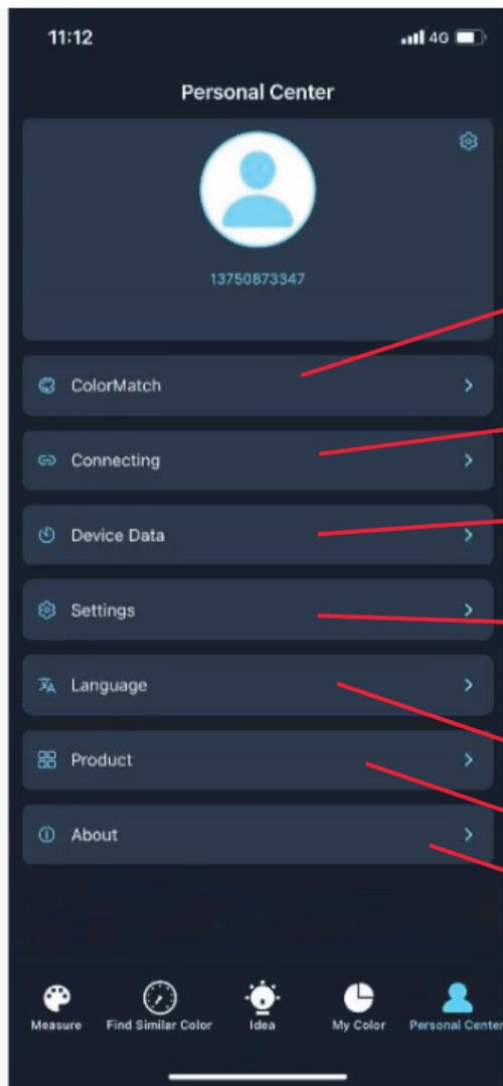 11:12
4G
Personal Center
13750873347
ColorMatch
Connecting
Device Data
Settings
Language
Product
About
Measure Find Similar Color Idea My Color Personal Center